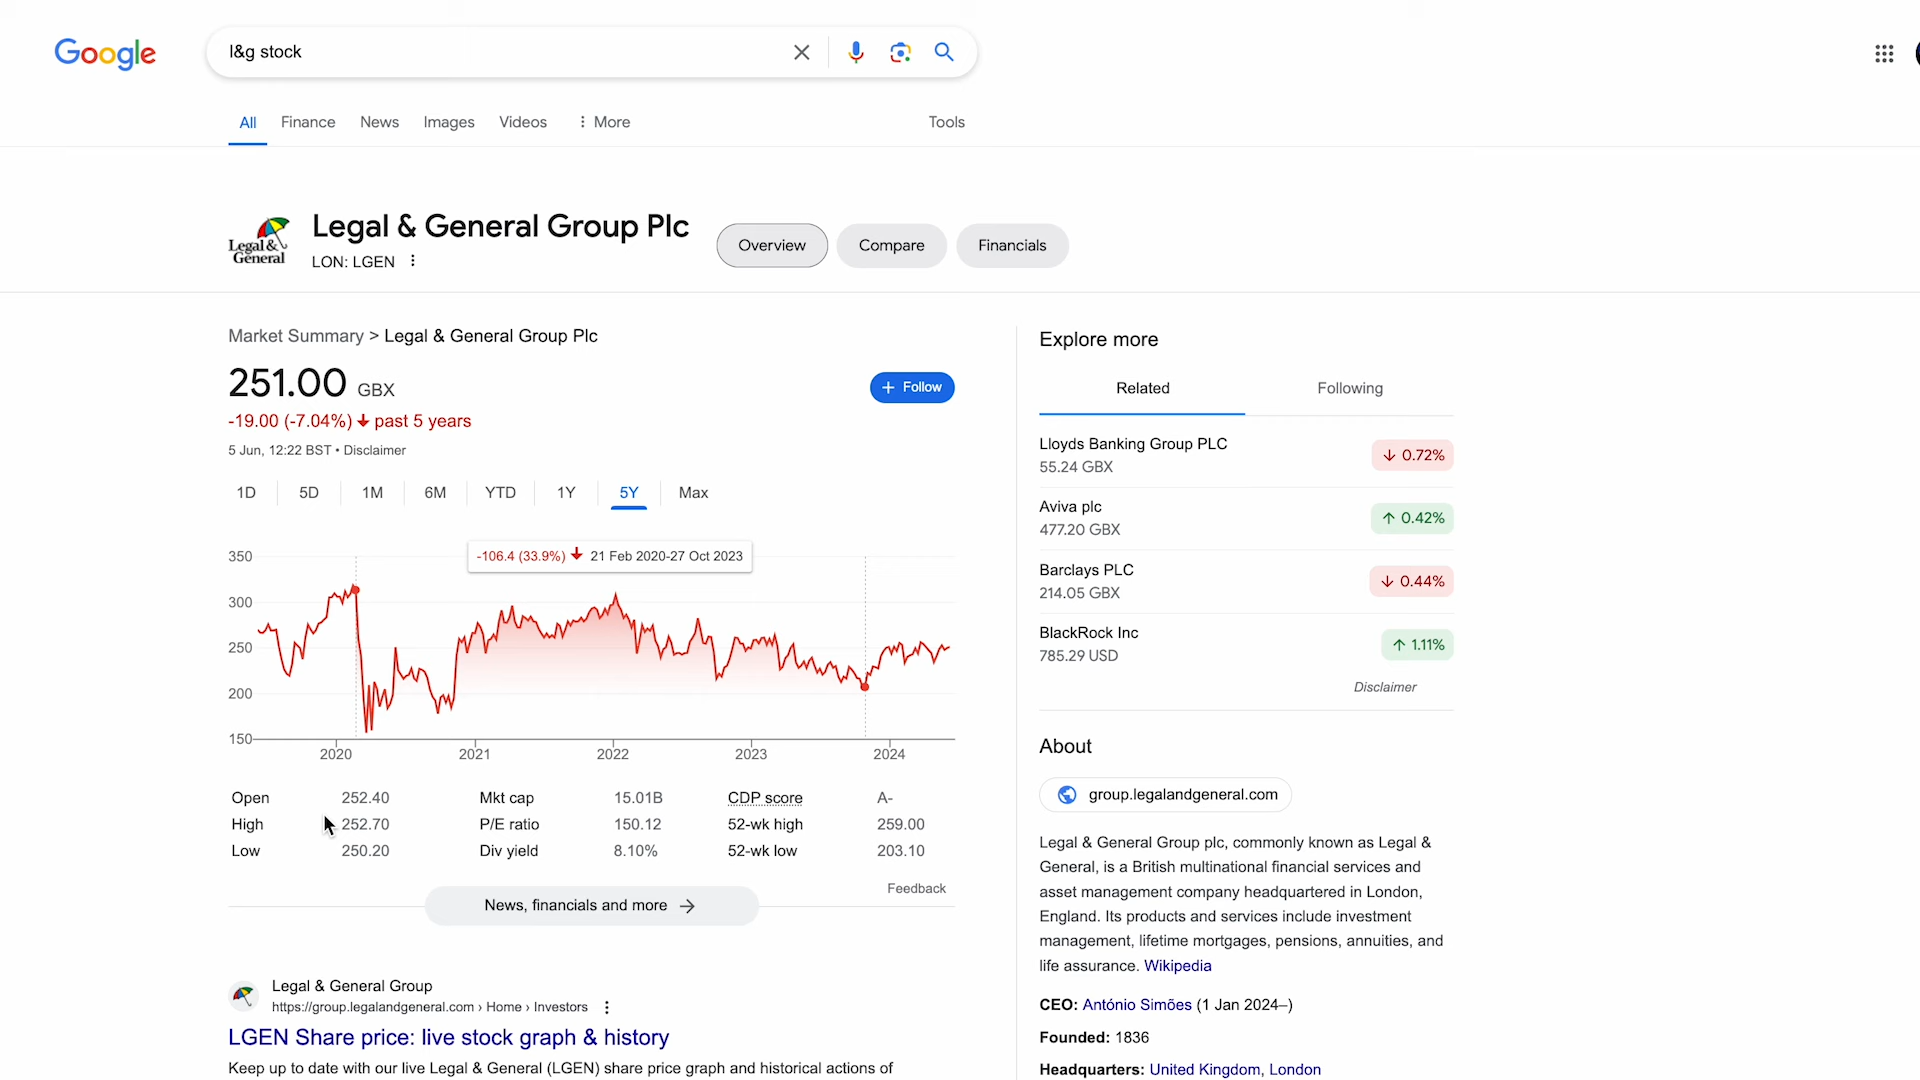 Google
l&g stock
All Finance News Images Videos More Tools
Legal & General
Legal & General Group Plc
LON: LGEN
Overview Compare Financials
Market Summary > Legal & General Group Plc
251.00 GBX
+ Follow
-19.00 (-7.04%) past 5 years
5 Jun, 12:22 BST • Disclaimer
1D 5D 1M 6M YTD 1Y 5Y Max
-106.4 (33.9%) 21 Feb 2020-27 Oct 2023
350
300
250
200
150
2020 2021 2022 2023 2024
Open 252.40 Mkt cap 15.01B CDP score A-
High 252.70 P/E ratio 150.12 52-wk high 259.00
Low 250.20 Div yield 8.10% 52-wk low 203.10
Feedback
News, financials and more
Legal & General Group
https://group.legalandgeneral.com › Home › Investors
LGEN Share price: live stock graph & history
Keep up to date with our live Legal & General (LGEN) share price graph and historical actions of
Explore more
Related Following
Lloyds Banking Group PLC
55.24 GBX
0.72%
Aviva plc
477.20 GBX
0.42%
Barclays PLC
214.05 GBX
0.44%
BlackRock Inc
785.29 USD
1.11%
Disclaimer
About
group.legalandgeneral.com
Legal & General Group plc, commonly known as Legal &
General, is a British multinational financial services and
asset management company headquartered in London,
England. Its products and services include investment
management, lifetime mortgages, pensions, annuities, and
life assurance. Wikipedia
CEO: António Simões (1 Jan 2024–)
Founded: 1836
Headquarters: United Kingdom, London